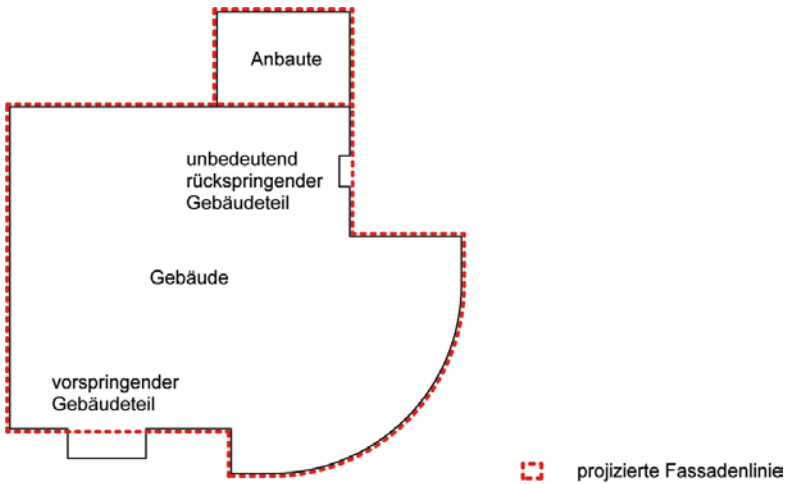 Anbaute
unbedeutend
rückspringender
Gebäudeteil
Gebäude
vorspringender
Gebäudeteil
projizierte Fassadenlinie